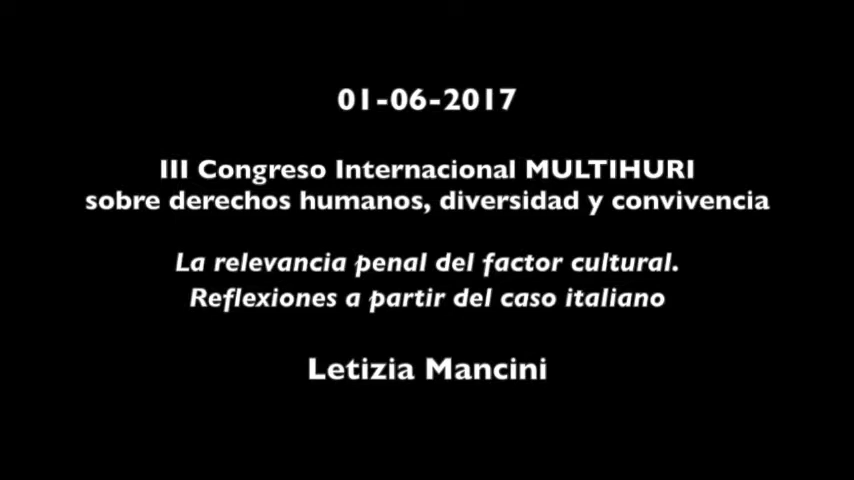 01-06-2017
III Congreso Internacional MULTIHURI
sobre derechos humanos, diversidad y convivencia
La relevancia penal del factor cultural.
Reflexiones a partir del caso italiano
Letizia Mancini